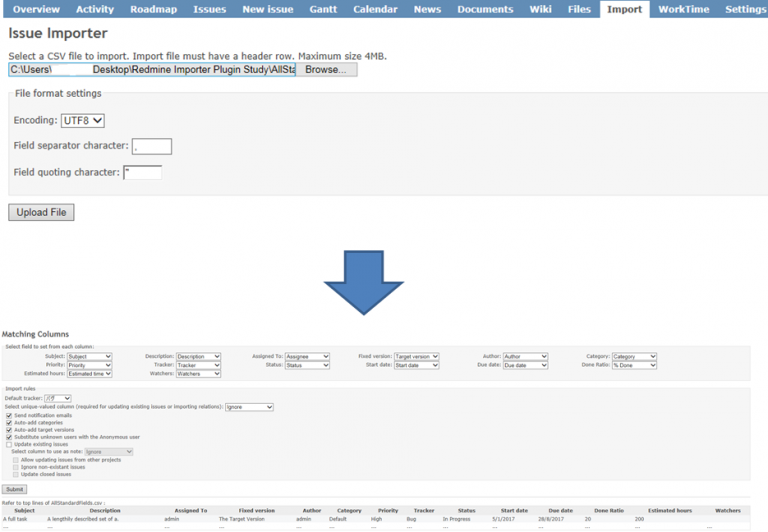 Overview Activity Roadmap Issues New issue Gantt Calendar News Documents Wiki Files Import WorkTime Settings
Issue Importer
Select a CSV file to import. Import file must have a header row. Maximum size 4MB.
C:\Users\ Desktop\Redmine Importer Plugin Study\AllSta Browse...
File format settings
Encoding: UTF8
Field separator character: ,
Field quoting character: "
Upload File
Matching Columns
Select field to set from each column:
Subject: Subject Description: Description Assigned To: Assignee Fixed version: Target version Author: Author Category: Category
Priority: Priority Tracker: Tracker Status: Status Start date: Start date Due date: Due date Done Ratio: % Done
Estimated hours: Estimated time Watchers: Watchers
Import rules
Default tracker: バグ
Select unique-valued column (required for updating existing issues or importing relations): Ignore
Send notification emails
Auto-add categories
Auto-add target versions
Substitute unknown users with the Anonymous user
Update existing issues
Select column to use as note: Ignore
Allow updating issues from other projects
Ignore non-existant issues
Update closed issues
Submit
Refer to top lines of AllStandardFields.csv :
Subject Description Assigned To Fixed version Author Category Priority Tracker Status Start date Due date Done Ratio Estimated hours Watchers
A full task A lengthily described set of a. admin The Target Version admin Default High Bug In Progress 5/1/2017 28/8/2017 20 200
... ... ... ... ... ... ... ... ... ... ... ... ... ...